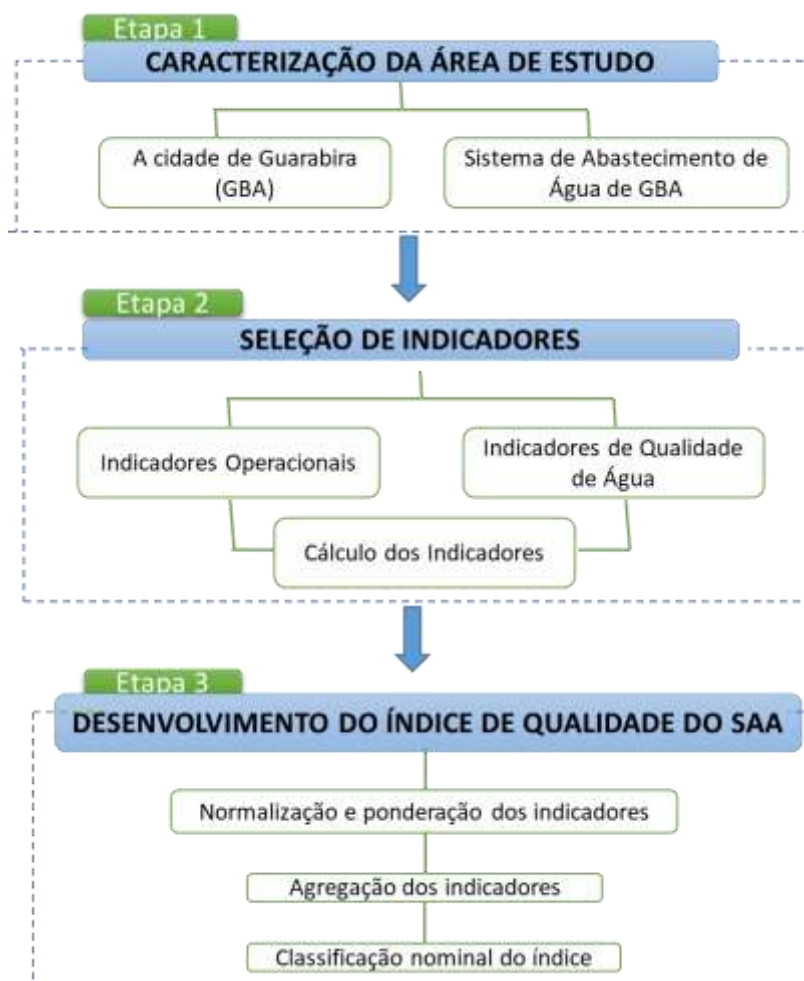 Etapa 1
CARACTERIZAÇÃO DA ÁREA DE ESTUDO
A cidade de Guarabira
(GBA)
Sistema de Abastecimento de
Água de GBA
Etapa 2
SELEÇÃO DE INDICADORES
Indicadores Operacionais
Indicadores de Qualidade
de Água
Cálculo dos Indicadores
Etapa 3
DESENVOLVIMENTO DO ÍNDICE DE QUALIDADE DO SAA
Normalização e ponderação dos indicadores
Agregação dos indicadores
Classificação nominal do índice